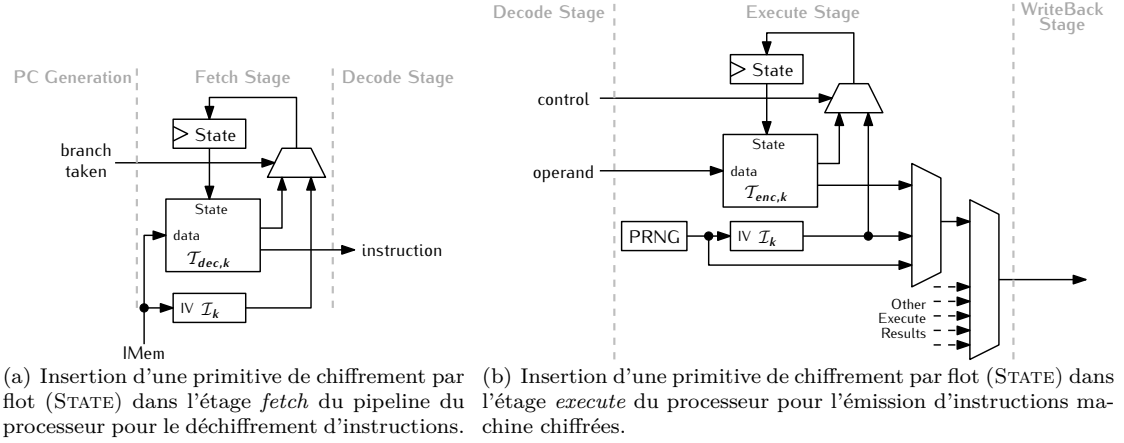 PC Generation
Fetch Stage
Decode Stage
State
branch
taken
State
data
𝒯dec,k
instruction
IV ℐk
IMem
(a) Insertion d'une primitive de chiffrement par
flot (STATE) dans l'étage fetch du pipeline du
processeur pour le déchiffrement d'instructions.
Decode Stage
Execute Stage
WriteBack
Stage
State
control
State
data
operand
𝒯enc,k
PRNG
IV ℐk
Other
Execute
Results
(b) Insertion d'une primitive de chiffrement par flot (STATE) dans
l'étage execute du processeur pour l'émission d'instructions ma-
chine chiffrées.